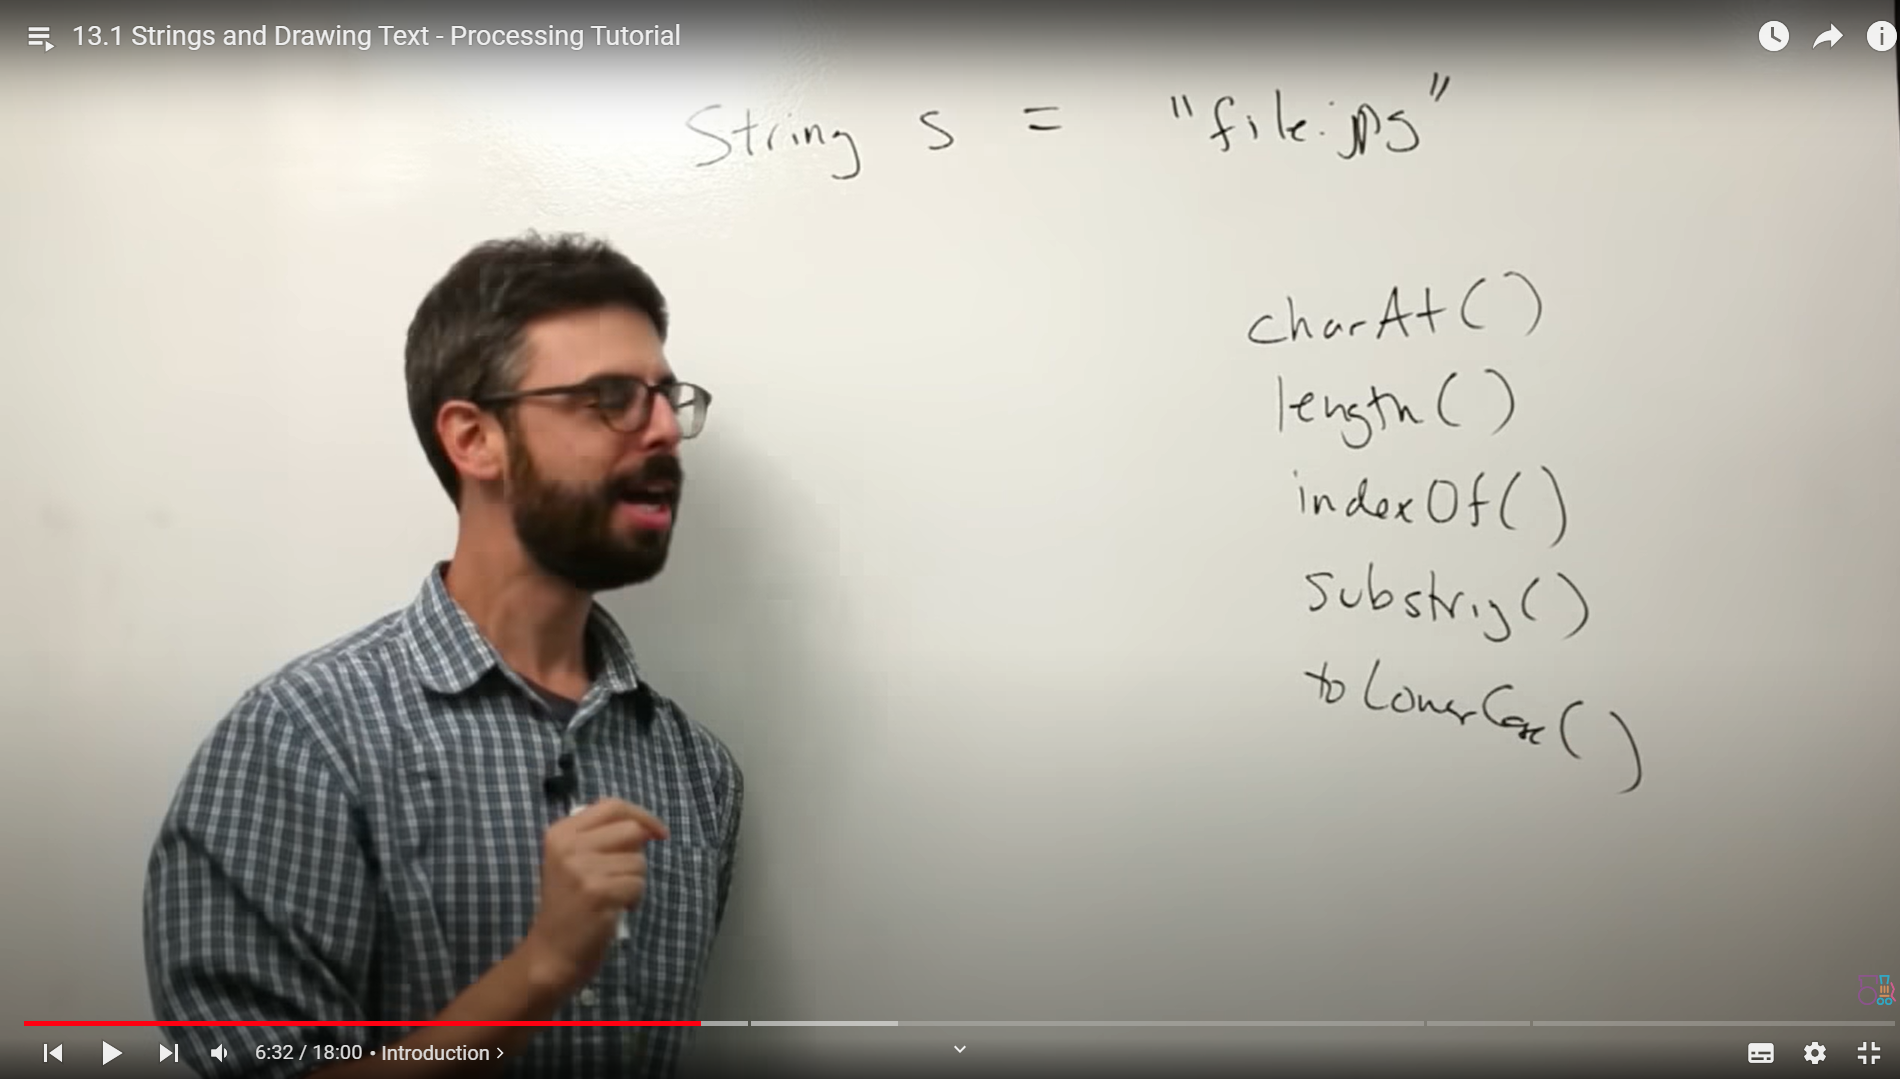 13.1 Strings and Drawing Text - Processing Tutorial
String s = "file.jpg"
charAt()
length()
indexOf()
substrig()
toLowerCase()
6:32 / 18:00 • Introduction